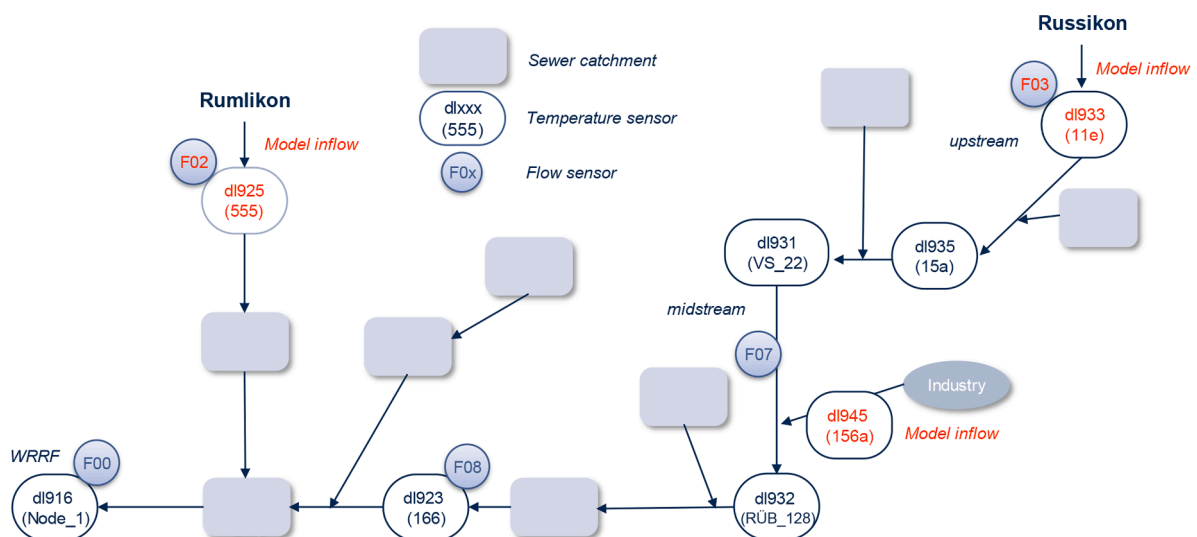 Russikon
Model inflow
F03
dl933
(11e)
upstream
Sewer catchment
dlxxx
(555)
Temperature sensor
F0x
Flow sensor
Rumlikon
Model inflow
F02
dl925
(555)
dl931
(VS_22)
dl935
(15a)
midstream
F07
Industry
dl945
(156a)
Model inflow
WRRF
F00
dl916
(Node_1)
F08
dl923
(166)
dl932
(RÜB_128)